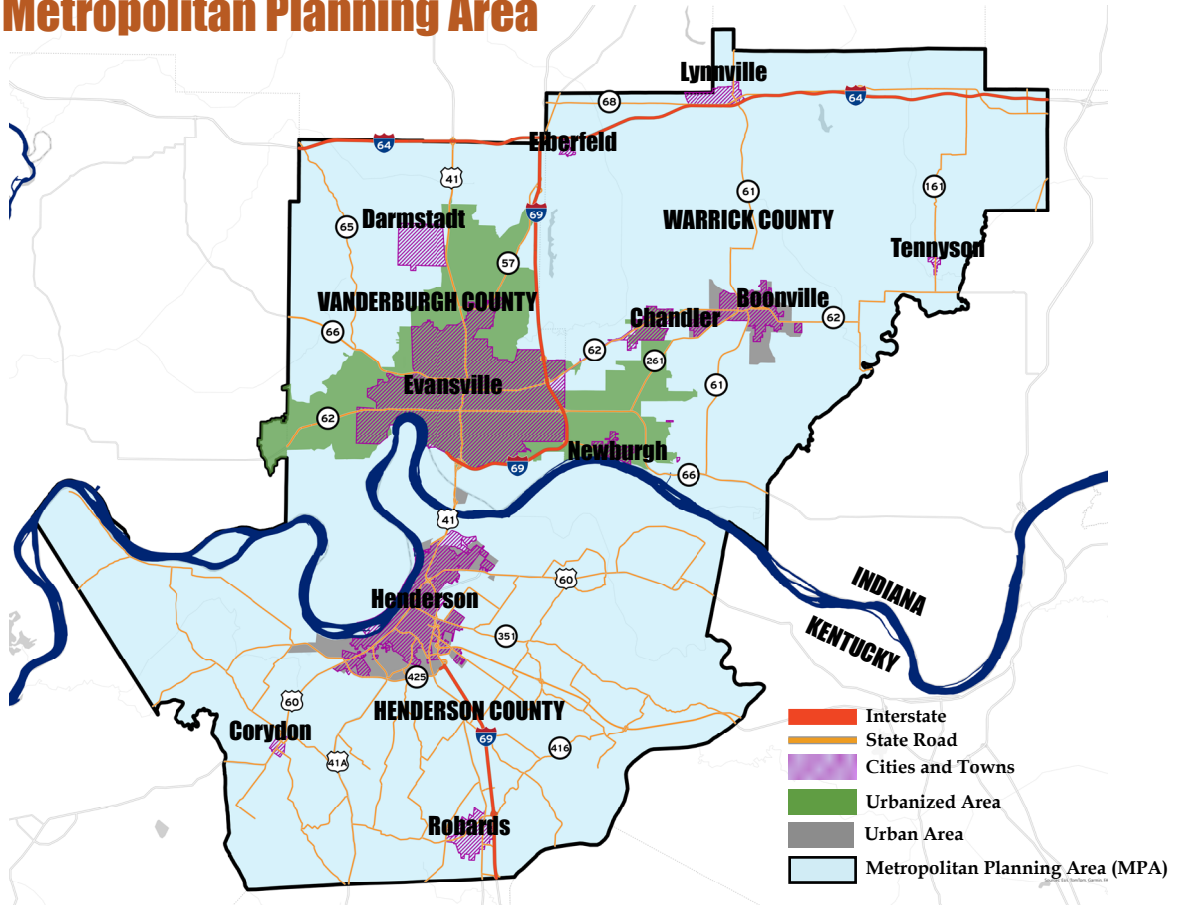 Metropolitan Planning Area
Lynnville
68
64
Elberfeld
64
41
61
161
69
65
Darmstadt
WARRICK COUNTY
Tennyson
57
VANDERBURGH COUNTY
Boonville
Chandler
62
66
62
261
Evansville
61
62
Newburgh
69
66
41
INDIANA
60
Henderson
KENTUCKY
351
425
60
HENDERSON COUNTY
Corydon
69
416
41A
Robards
Interstate
State Road
Cities and Towns
Urbanized Area
Urban Area
Metropolitan Planning Area (MPA)